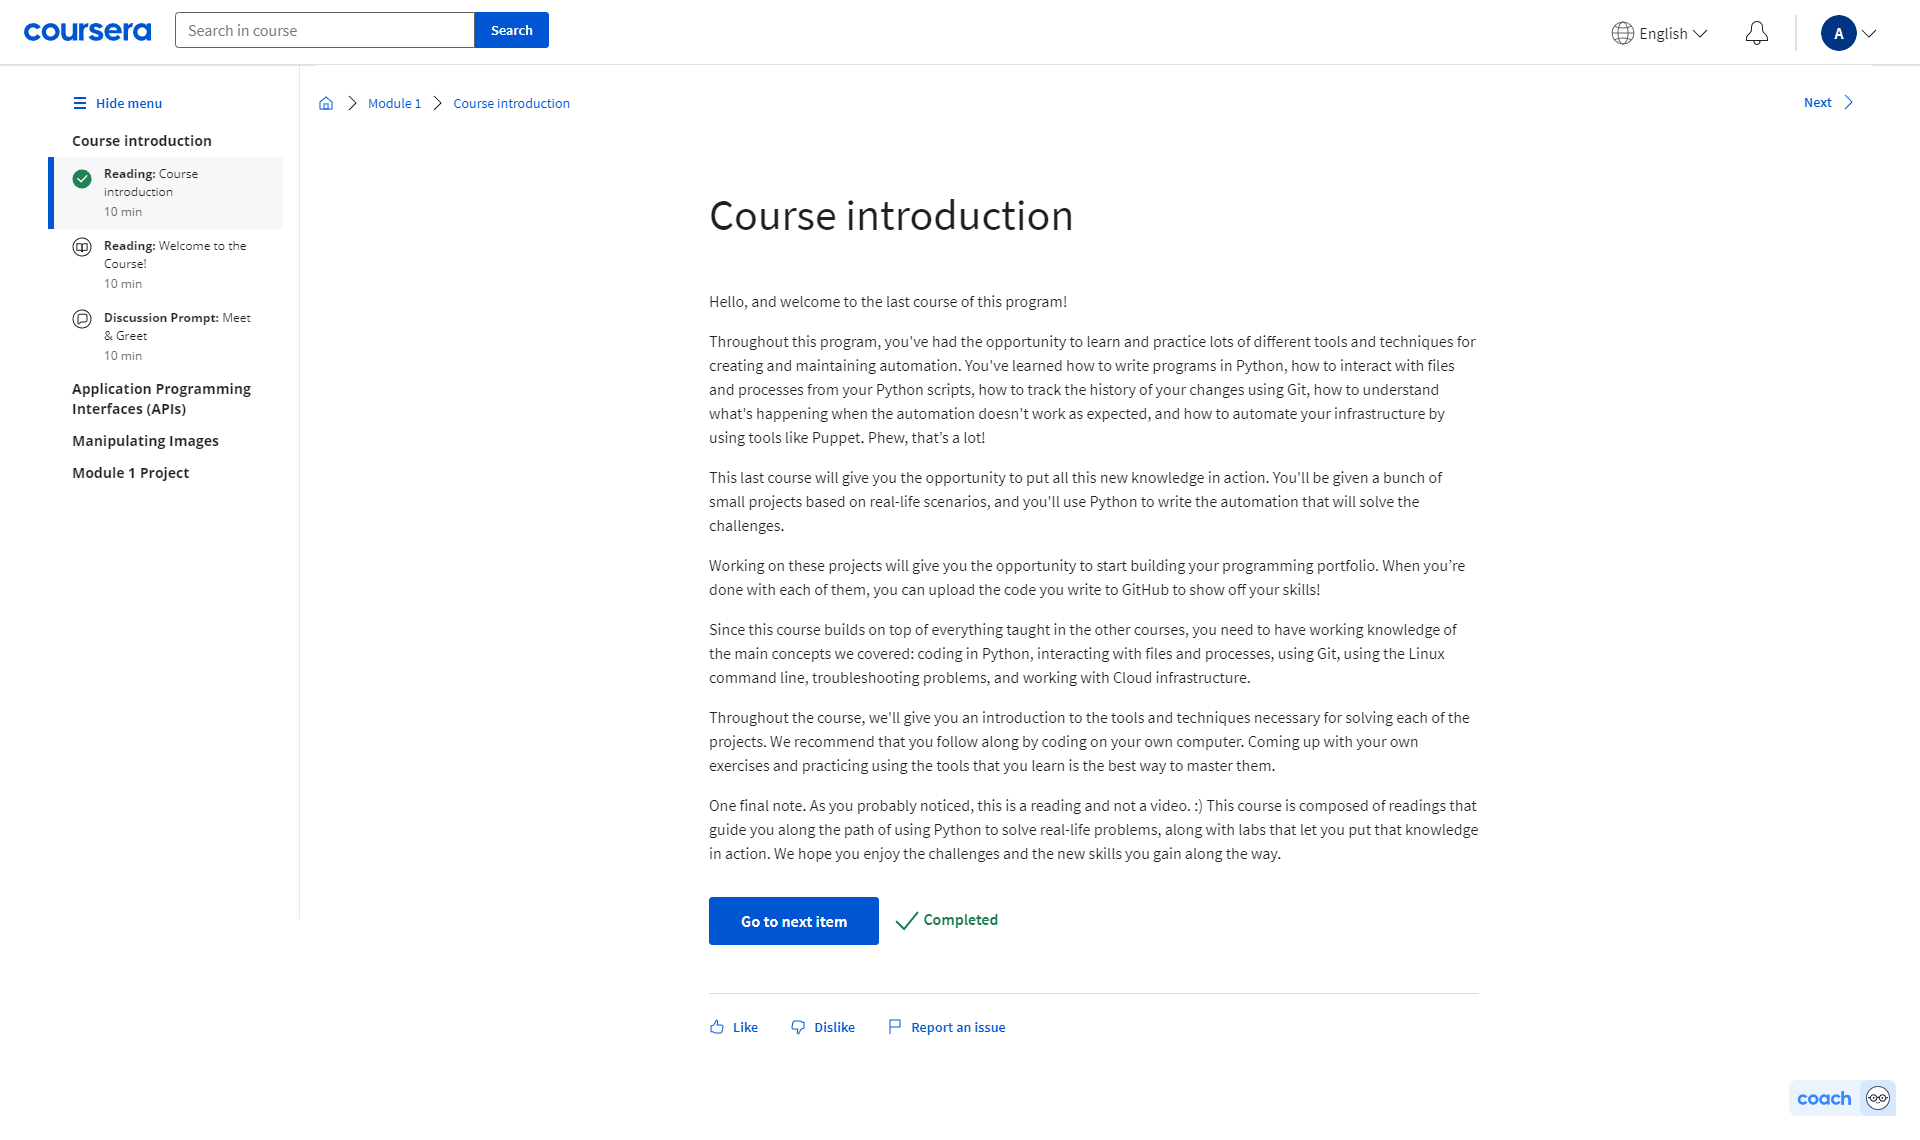 coursera
Search in course
Search
English
A
Hide menu
Course introduction
Reading: Course
introduction
10 min
Reading: Welcome to the
Course!
10 min
Discussion Prompt: Meet
& Greet
10 min
Application Programming
Interfaces (APIs)
Manipulating Images
Module 1 Project
Module 1
Course introduction
Next
Course introduction
Hello, and welcome to the last course of this program!
Throughout this program, you've had the opportunity to learn and practice lots of different tools and techniques for
creating and maintaining automation. You've learned how to write programs in Python, how to interact with files
and processes from your Python scripts, how to track the history of your changes using Git, how to understand
what's happening when the automation doesn't work as expected, and how to automate your infrastructure by
using tools like Puppet. Phew, that’s a lot!
This last course will give you the opportunity to put all this new knowledge in action. You'll be given a bunch of
small projects based on real-life scenarios, and you'll use Python to write the automation that will solve the
challenges.
Working on these projects will give you the opportunity to start building your programming portfolio. When you’re
done with each of them, you can upload the code you write to GitHub to show off your skills!
Since this course builds on top of everything taught in the other courses, you need to have working knowledge of
the main concepts we covered: coding in Python, interacting with files and processes, using Git, using the Linux
command line, troubleshooting problems, and working with Cloud infrastructure.
Throughout the course, we'll give you an introduction to the tools and techniques necessary for solving each of the
projects. We recommend that you follow along by coding on your own computer. Coming up with your own
exercises and practicing using the tools that you learn is the best way to master them.
One final note. As you probably noticed, this is a reading and not a video. :) This course is composed of readings that
guide you along the path of using Python to solve real-life problems, along with labs that let you put that knowledge
in action. We hope you enjoy the challenges and the new skills you gain along the way.
Go to next item
Completed
Like
Dislike
Report an issue
coach